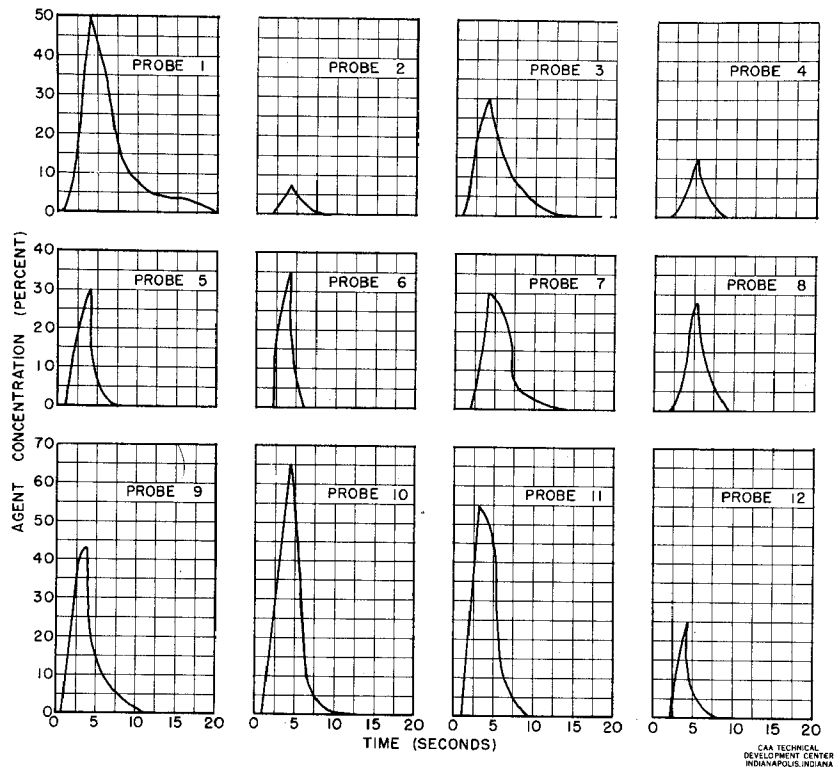 50
40
30
20
10
0
PROBE 1
PROBE 2
PROBE 3
PROBE 4
40
30
20
10
0
PROBE 5
PROBE 6
PROBE 7
PROBE 8
AGENT CONCENTRATION (PERCENT)
70
60
50
40
30
20
10
0
PROBE 9
PROBE 10
PROBE 11
PROBE 12
0 5 10 15 20
0 5 10 15 20
0 5 10 15 20
0 5 10 15 20
TIME (SECONDS)
CAA TECHNICAL
DEVELOPMENT CENTER
INDIANAPOLIS, INDIANA